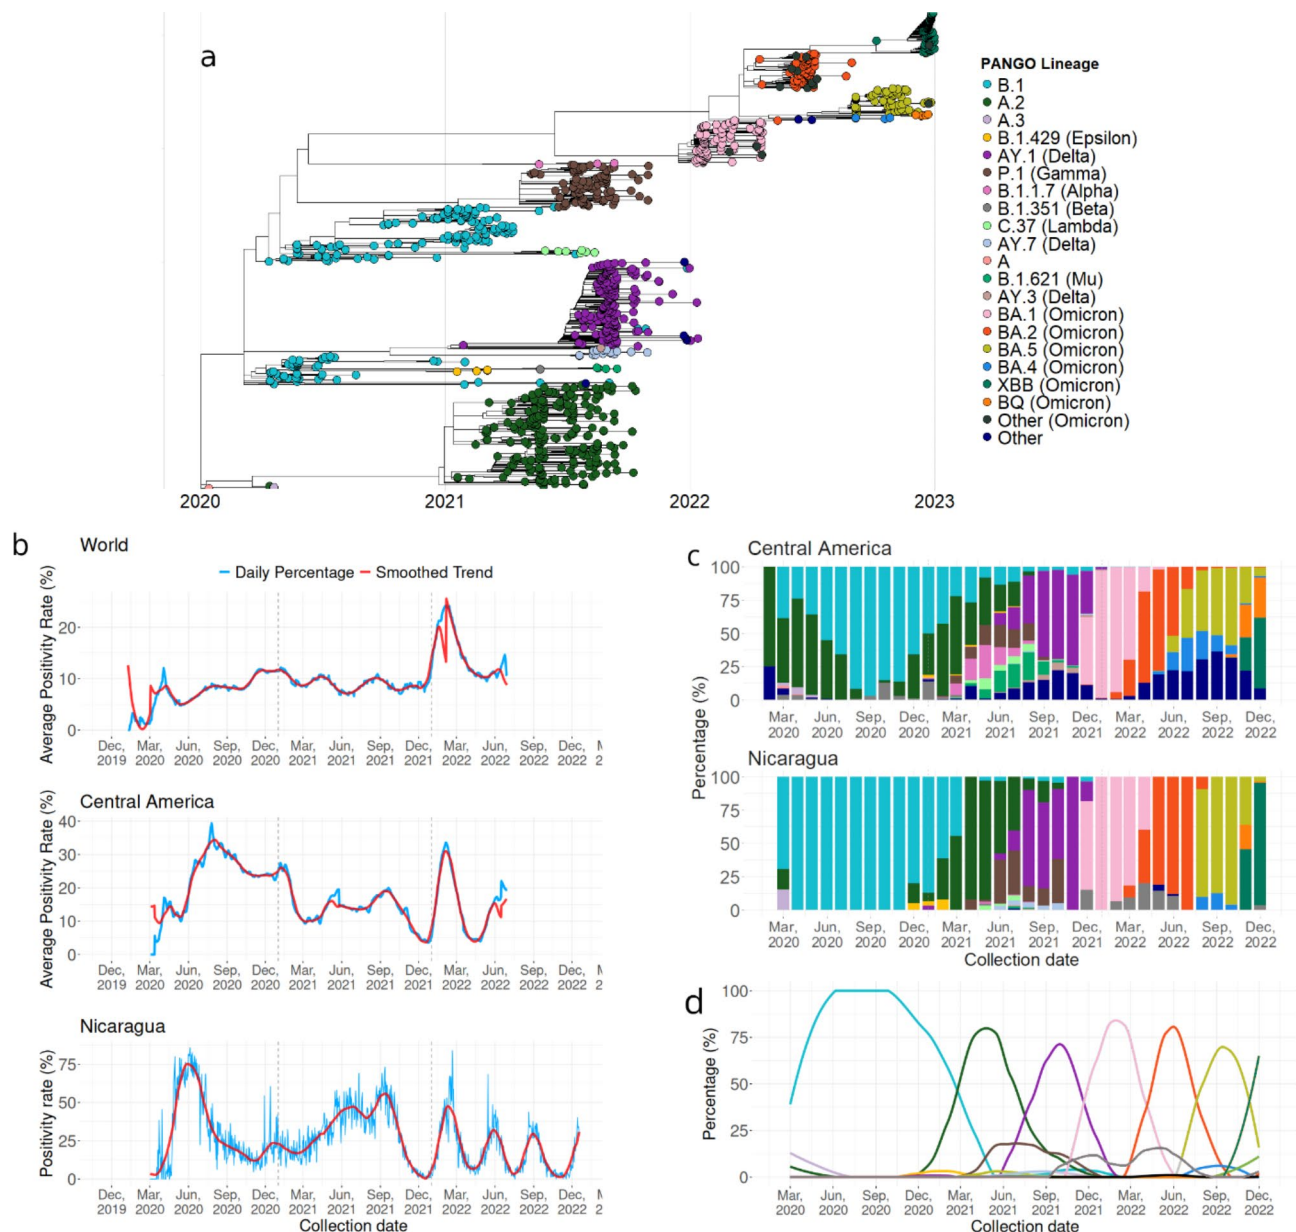 a
PANGO Lineage
B.1
A.2
A.3
B.1.429 (Epsilon)
AY.1 (Delta)
P.1 (Gamma)
B.1.1.7 (Alpha)
B.1.351 (Beta)
C.37 (Lambda)
AY.7 (Delta)
A
B.1.621 (Mu)
AY.3 (Delta)
BA.1 (Omicron)
BA.2 (Omicron)
BA.5 (Omicron)
BA.4 (Omicron)
XBB (Omicron)
BQ (Omicron)
Other (Omicron)
Other
2020 2021 2022 2023
b
World
Daily Percentage Smoothed Trend
Average Positivity Rate (%)
20
10
0
Dec, Mar, Jun, Sep, Dec, Mar, Jun, Sep, Dec, Mar, Jun, Sep, Dec, M
2019 2020 2020 2020 2020 2021 2021 2021 2021 2022 2022 2022 2022 2
Central America
Average Positivity Rate (%)
40
30
20
10
0
Dec, Mar, Jun, Sep, Dec, Mar, Jun, Sep, Dec, Mar, Jun, Sep, Dec, M
2019 2020 2020 2020 2020 2021 2021 2021 2021 2022 2022 2022 2022 2
Nicaragua
Positivity rate (%)
75
50
25
0
Dec, Mar, Jun, Sep, Dec, Mar, Jun, Sep, Dec, Mar, Jun, Sep, Dec, M
2019 2020 2020 2020 2020 2021 2021 2021 2021 2022 2022 2022 2022 2
Collection date
c
Central America
100
75
50
25
0
Mar, Jun, Sep, Dec, Mar, Jun, Sep, Dec, Mar, Jun, Sep, Dec,
2020 2020 2020 2020 2021 2021 2021 2021 2022 2022 2022 2022
Percentage (%)
Nicaragua
100
75
50
25
0
Mar, Jun, Sep, Dec, Mar, Jun, Sep, Dec, Mar, Jun, Sep, Dec,
2020 2020 2020 2020 2021 2021 2021 2021 2022 2022 2022 2022
Collection date
d
Percentage (%)
100
75
50
25
0
Mar, Jun, Sep, Dec, Mar, Jun, Sep, Dec, Mar, Jun, Sep, Dec,
2020 2020 2020 2020 2021 2021 2021 2021 2022 2022 2022 2022